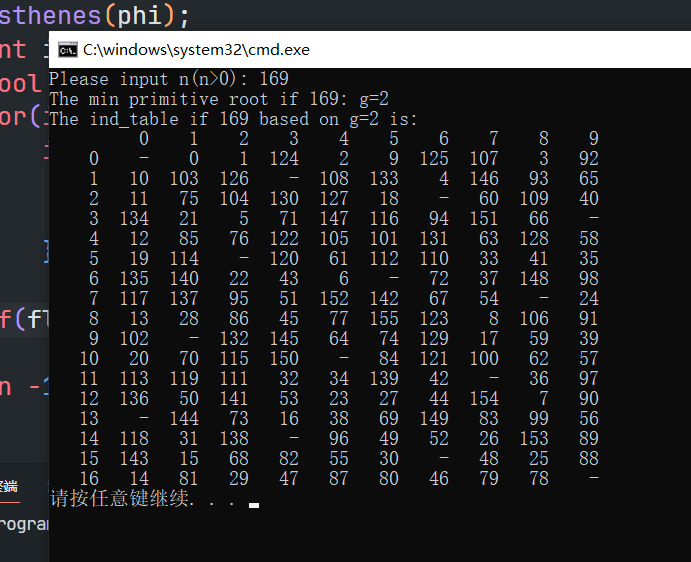 sthenes(phi);
C:\windows\system32\cmd.exe
Please input n(n>0): 169
The min primitive root if 169: g=2
The ind_table if 169 based on g=2 is:
0 1 2 3 4 5 6 7 8 9
0 - 0 1 124 2 9 125 107 3 92
1 10 103 126 - 108 133 4 146 93 65
2 11 75 104 130 127 18 - 60 109 40
3 134 21 5 71 147 116 94 151 66 -
4 12 85 76 122 105 101 131 63 128 58
5 19 114 - 120 61 112 110 33 41 35
6 135 140 22 43 6 - 72 37 148 98
7 117 137 95 51 152 142 67 54 - 24
8 13 28 86 45 77 155 123 8 106 91
9 102 - 132 145 64 74 129 17 59 39
10 20 70 115 150 - 84 121 100 62 57
11 113 119 111 32 34 139 42 - 36 97
12 136 50 141 53 23 27 44 154 7 90
13 - 144 73 16 38 69 149 83 99 56
14 118 31 138 - 96 49 52 26 153 89
15 143 15 68 82 55 30 - 48 25 88
16 14 81 29 47 87 80 46 79 78 -
请按任意键继续. . .